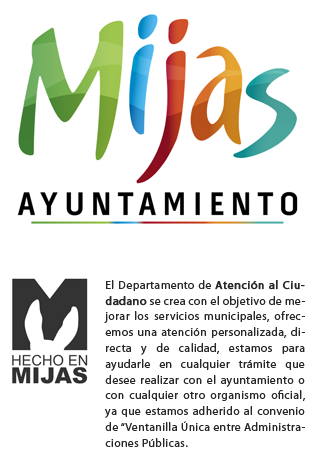 Mijas
AYUNTAMIENTO
HECHO EN
MIJAS
El Departamento de Atención al Ciu-
dadano se crea con el objetivo de me-
jorar los servicios municipales, ofrec-
emos una atención personalizada, di-
recta y de calidad, estamos para
ayudarle en cualquier trámite que
desee realizar con el ayuntamiento o
con cualquier otro organismo oficial,
ya que estamos adherido al convenio
de “Ventanilla Única entre Administra-
ciones Públicas.